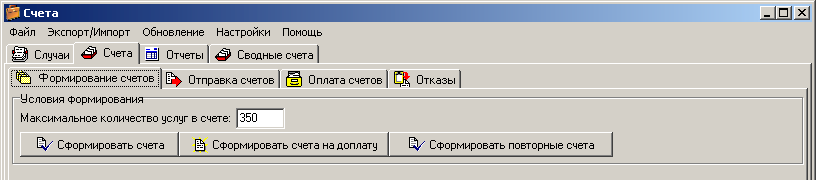 Счета
Файл Экспорт/Импорт Обновление Настройки Помощь
Случаи Счета Отчеты Сводные счета
Формирование счетов Отправка счетов Оплата счетов Отказы
Условия формирования
Максимальное количество услуг в счете: 350
Сформировать счета Сформировать счета на доплату Сформировать повторные счета